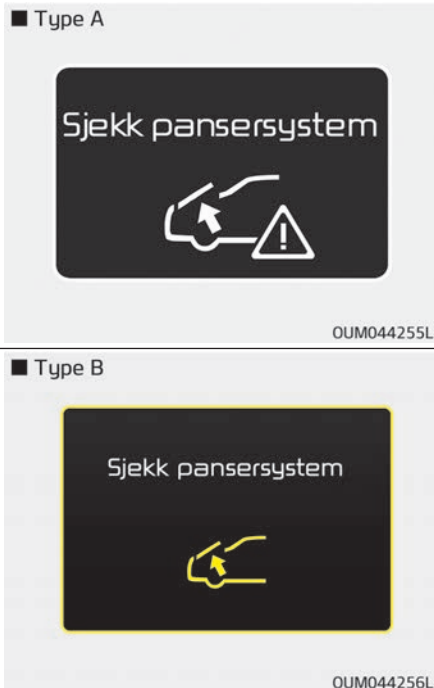 ■ Type A
Sjekk pansersystem
OUM044255L
■ Type B
Sjekk pansersystem
OUM044256L